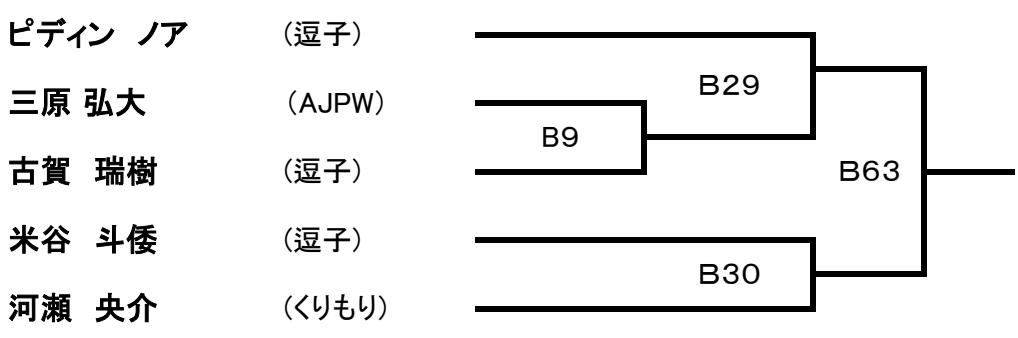 ピディン ノア (逗子)
B29
三原 弘大 (AJPW)
B9
古賀 瑞樹 (逗子)
B63
米谷 斗倭 (逗子)
B30
河瀬 央介 (くりもり)